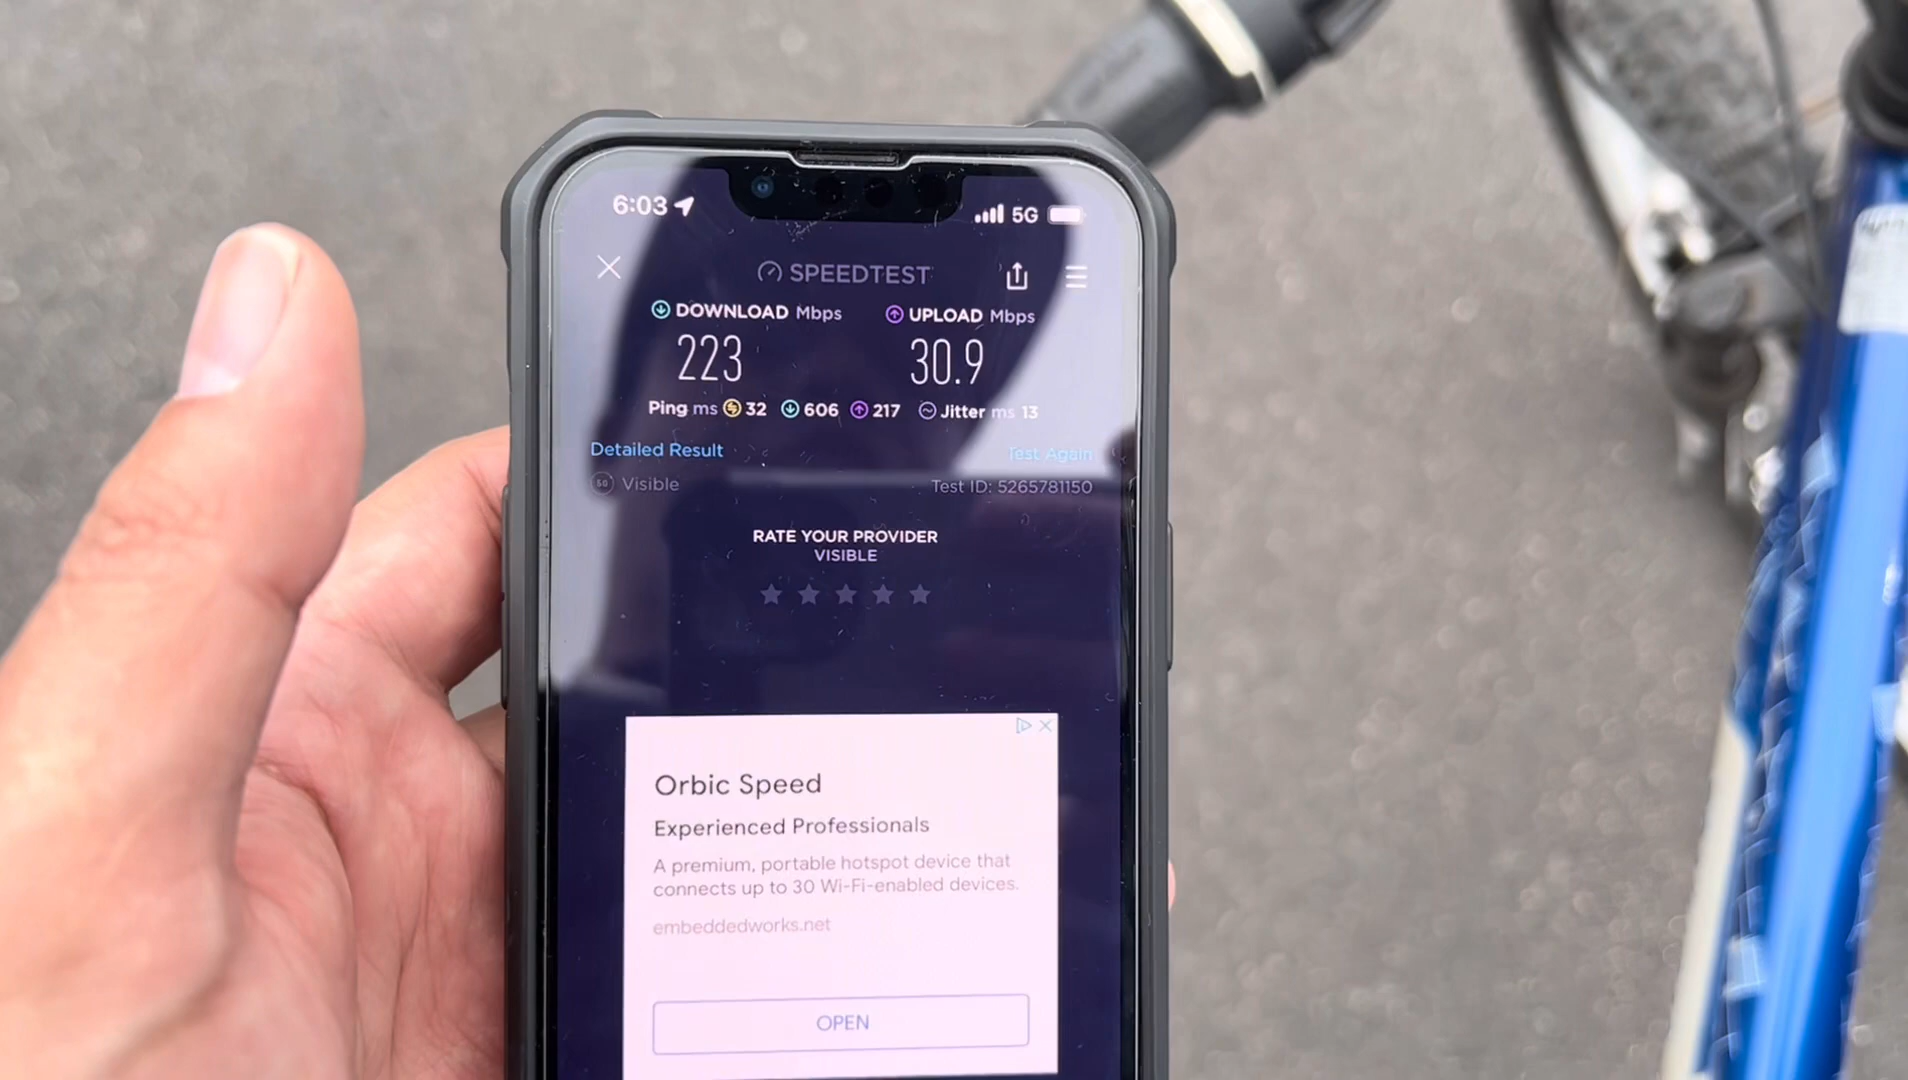 6:03 5G
SPEEDTEST
DOWNLOAD Mbps UPLOAD Mbps
223 30.9
Ping ms 32 606 217 Jitter ms 13
Detailed Result Test Again
50 Visible Test ID: 5265781150
RATE YOUR PROVIDER
VISIBLE
Orbic Speed
Experienced Professionals
A premium, portable hotspot device that
connects up to 30 Wi-Fi-enabled devices.
embeddedworks.net
OPEN